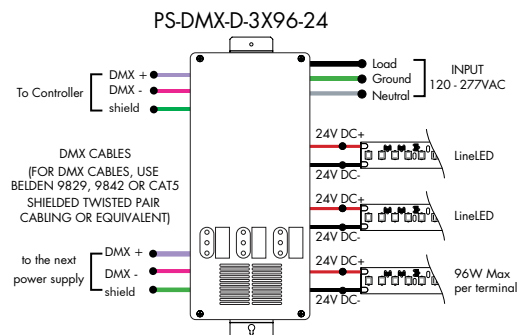 PS-DMX-D-3X96-24
To Controller
DMX +
DMX -
shield
Load
Ground
Neutral
INPUT
120 - 277VAC
DMX CABLES
(FOR DMX CABLES, USE
BELDEN 9829, 9842 OR CAT5
SHIELDED TWISTED PAIR
CABLING OR EQUIVALENT)
24V DC+
24V DC-
LineLED
24V DC+
24V DC-
LineLED
to the next
power supply
DMX +
DMX -
shield
24V DC+
24V DC-
96W Max
per terminal